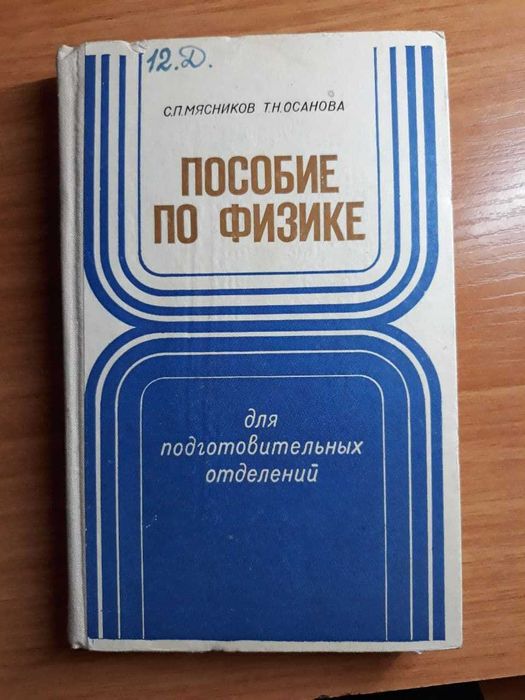 12.Д.
С.П.МЯСНИКОВ Т.Н.ОСАНОВА
ПОСОБИЕ
ПО ФИЗИКЕ
для
подготовительных
отделений